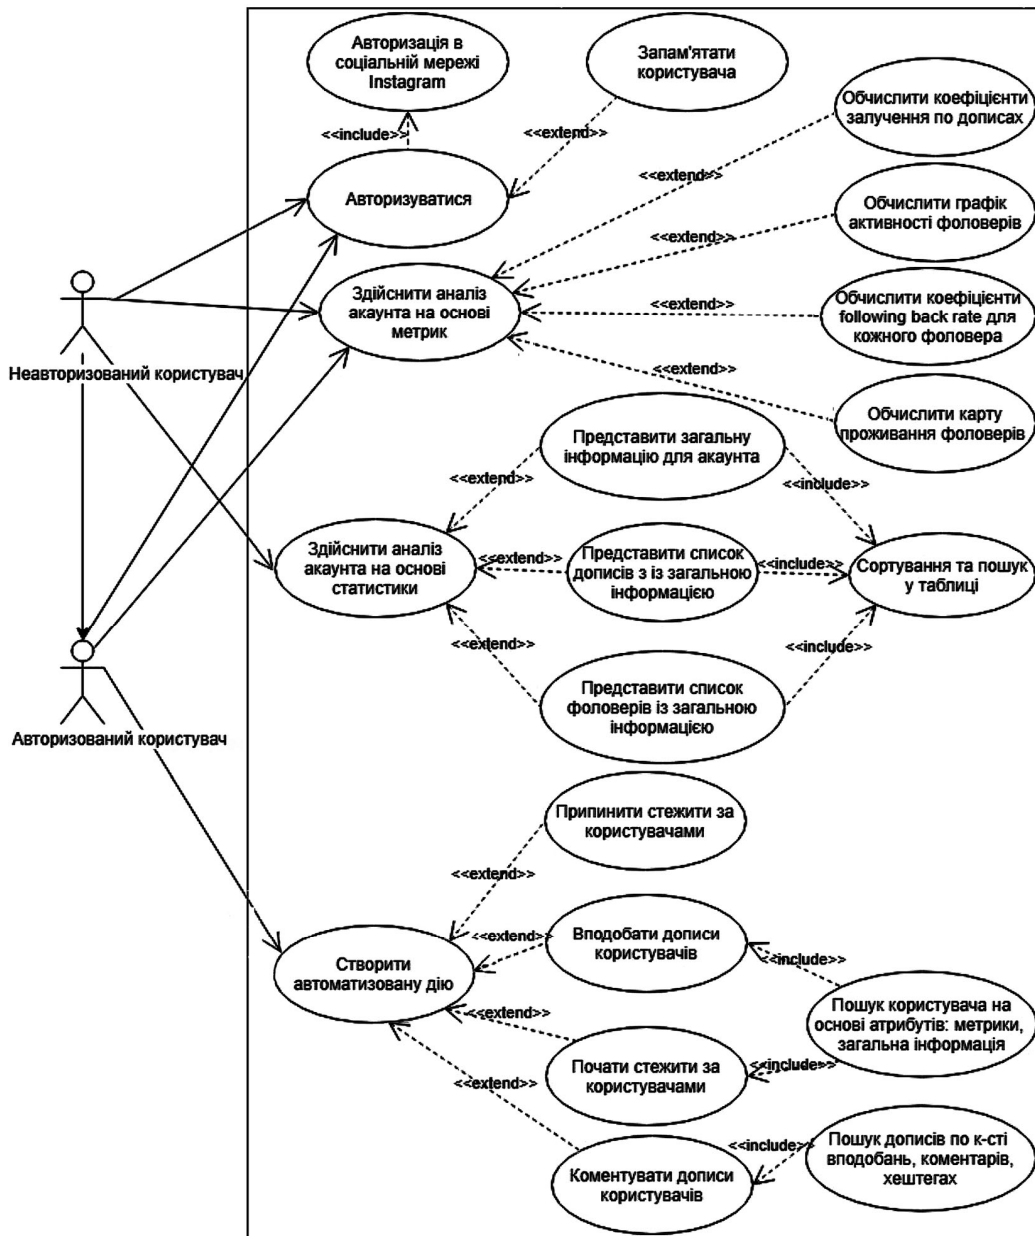 Авторизація в
соціальній мережі
Instagram
Запам'ятати
користувача
Обчислити коефіцієнти
залучення по дописах
<<include>>
<<extend>>
<<extend>>
Авторизуватися
Обчислити графік
активності фоловерів
<<extend>>
Здійснити аналіз
акаунта на основі
метрик
<<extend>>
Обчислити коефіцієнти
following back rate для
кожного фоловера
Неавторизований користувач
<<extend>>
Обчислити карту
проживання фоловерів
Представити загальну
інформацію для акаунта
<<extend>>
<<include>>
Здійснити аналіз
акаунта на основі
статистики
<<extend>>
Представити список
дописів з із загальною
інформацією
<<include>>
Сортування та пошук
у таблиці
<<extend>>
<<include>>
Представити список
фоловерів із загальною
інформацією
Авторизований користувач
Припинити стежити за
користувачами
<<extend>>
Вподобати дописи
користувачів
<<extend>>
<<include>>
Створити
автоматизовану дію
<<extend>>
Пошук користувача на
основі атрибутів: метрики,
загальна інформація
Почати стежити за
користувачами
<<include>>
<<extend>>
<<include>>
Пошук дописів по к-сті
вподобань, коментарів,
хештегах
Коментувати дописи
користувачів